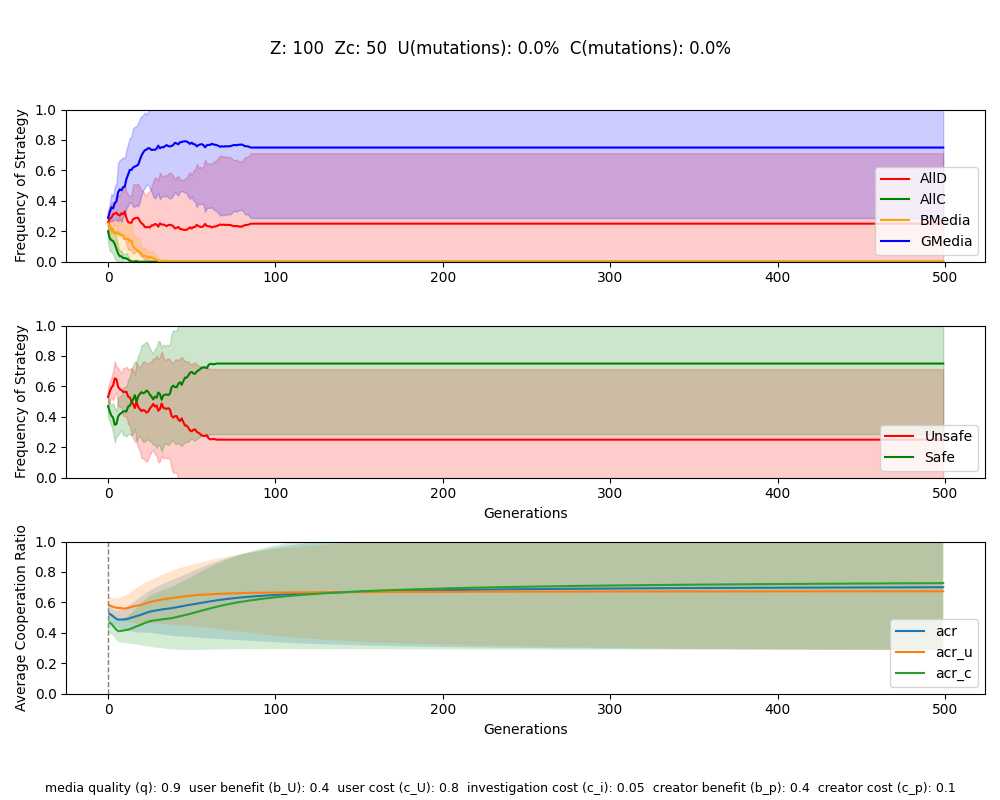 Z: 100  Zc: 50  U(mutations): 0.0%  C(mutations): 0.0%
Frequency of Strategy
1.0
0.8
0.6
0.4
0.2
0.0
AllD
AllC
BMedia
GMedia
0 100 200 300 400 500
Frequency of Strategy
1.0
0.8
0.6
0.4
0.2
0.0
Unsafe
Safe
0 100 200 300 400 500
Generations
Average Cooperation Ratio
1.0
0.8
0.6
0.4
0.2
0.0
acr
acr_u
acr_c
0 100 200 300 400 500
Generations
media quality (q): 0.9  user benefit (b_U): 0.4  user cost (c_U): 0.8  investigation cost (c_i): 0.05  creator benefit (b_p): 0.4  creator cost (c_p): 0.1